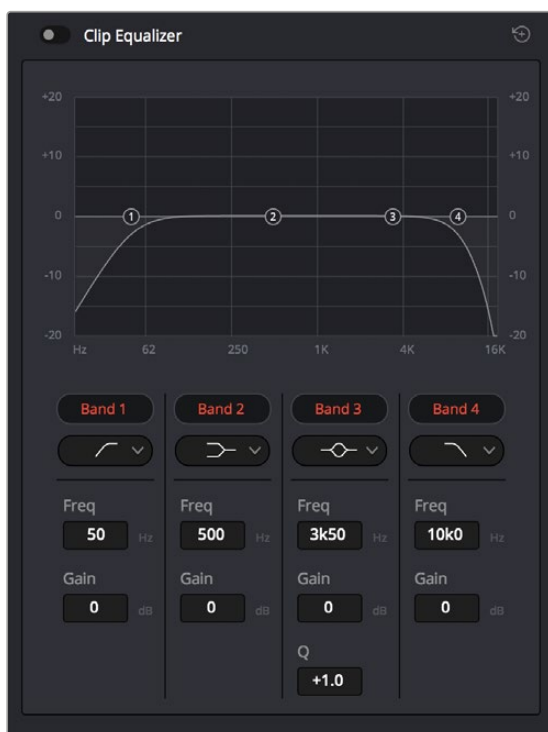 Clip Equalizer
+20 +20
+10 +10
0 1 2 3 4 0
-10 -10
-20 -20
Hz 62 250 1K 4K 16K
Band 1 Band 2 Band 3 Band 4
Freq Freq Freq Freq
50 Hz 500 Hz 3k50 Hz 10k0 Hz
Gain Gain Gain Gain
0 dB 0 dB 0 dB 0 dB
Q
+1.0